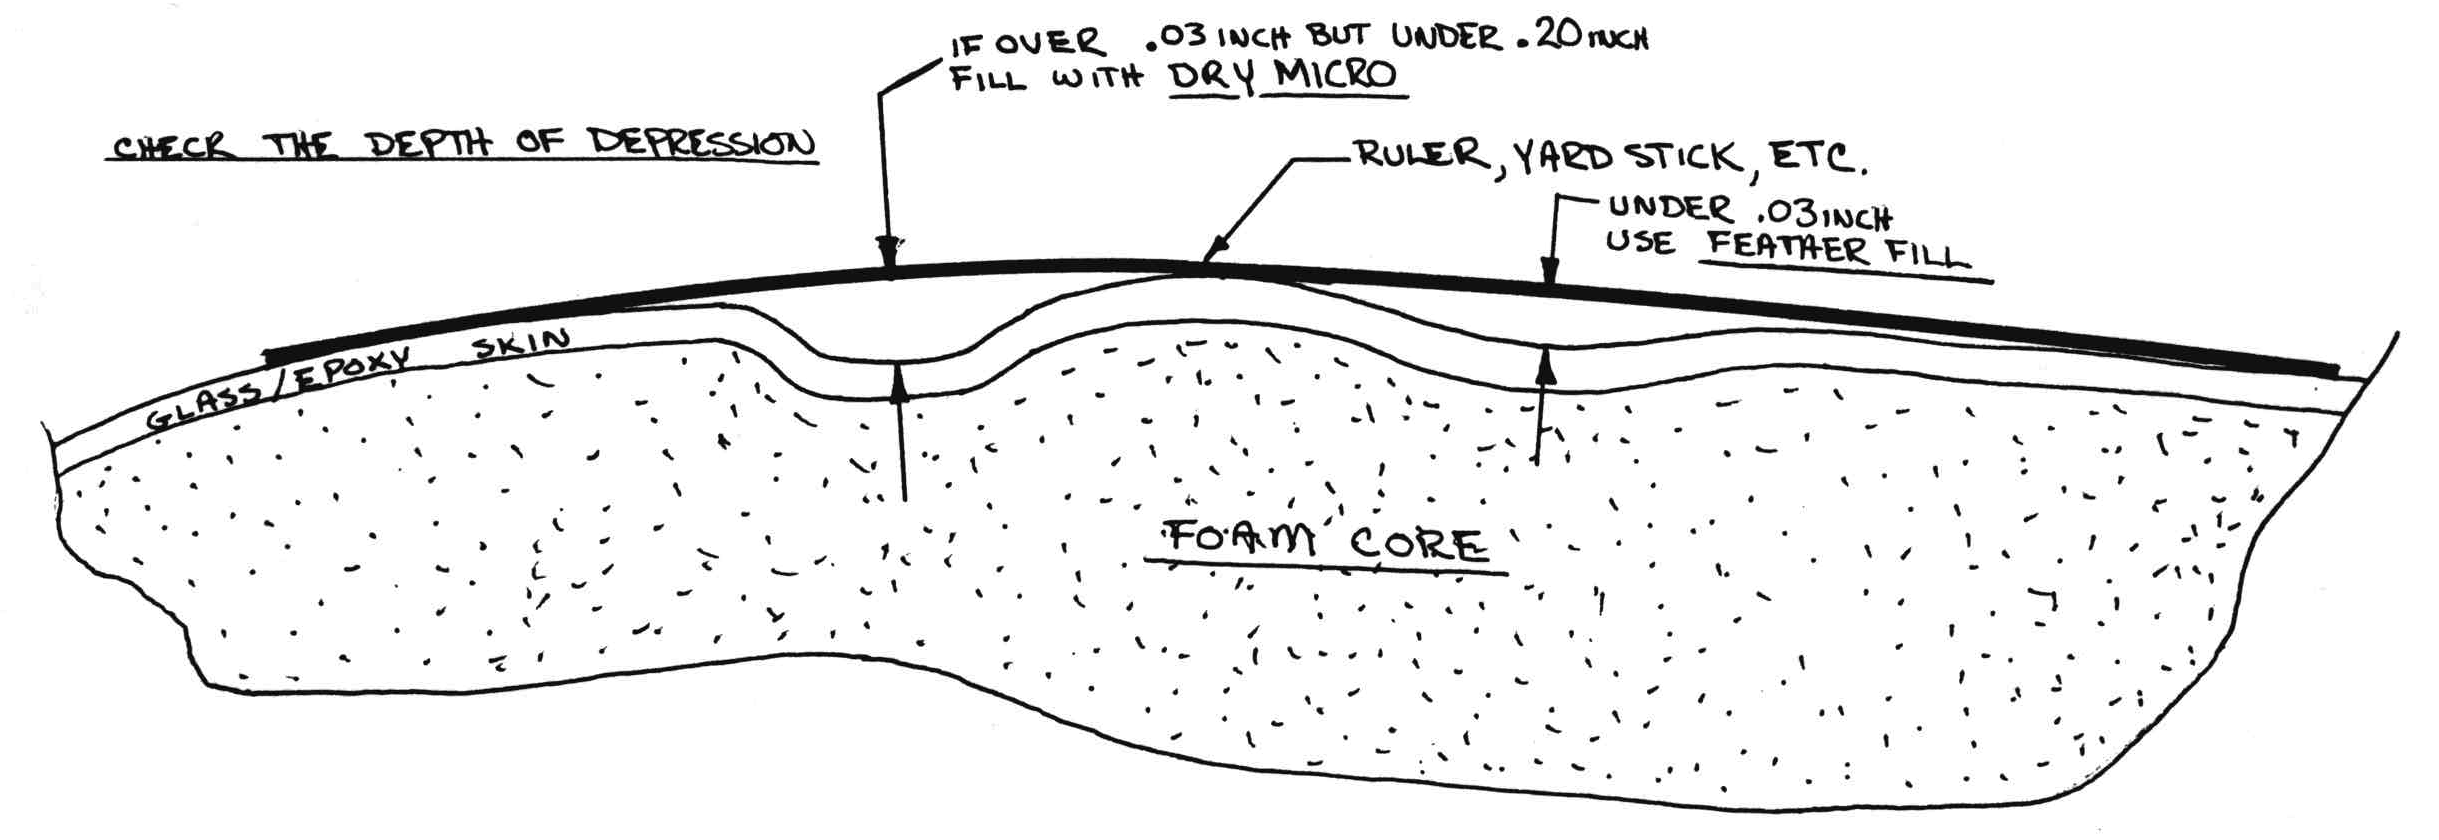 IF OVER .03 INCH BUT UNDER .20 INCH
FILL WITH DRY MICRO
CHECK THE DEPTH OF DEPRESSION
RULER, YARD STICK, ETC.
UNDER .03 INCH
USE FEATHER FILL
GLASS/EPOXY SKIN
FOAM CORE